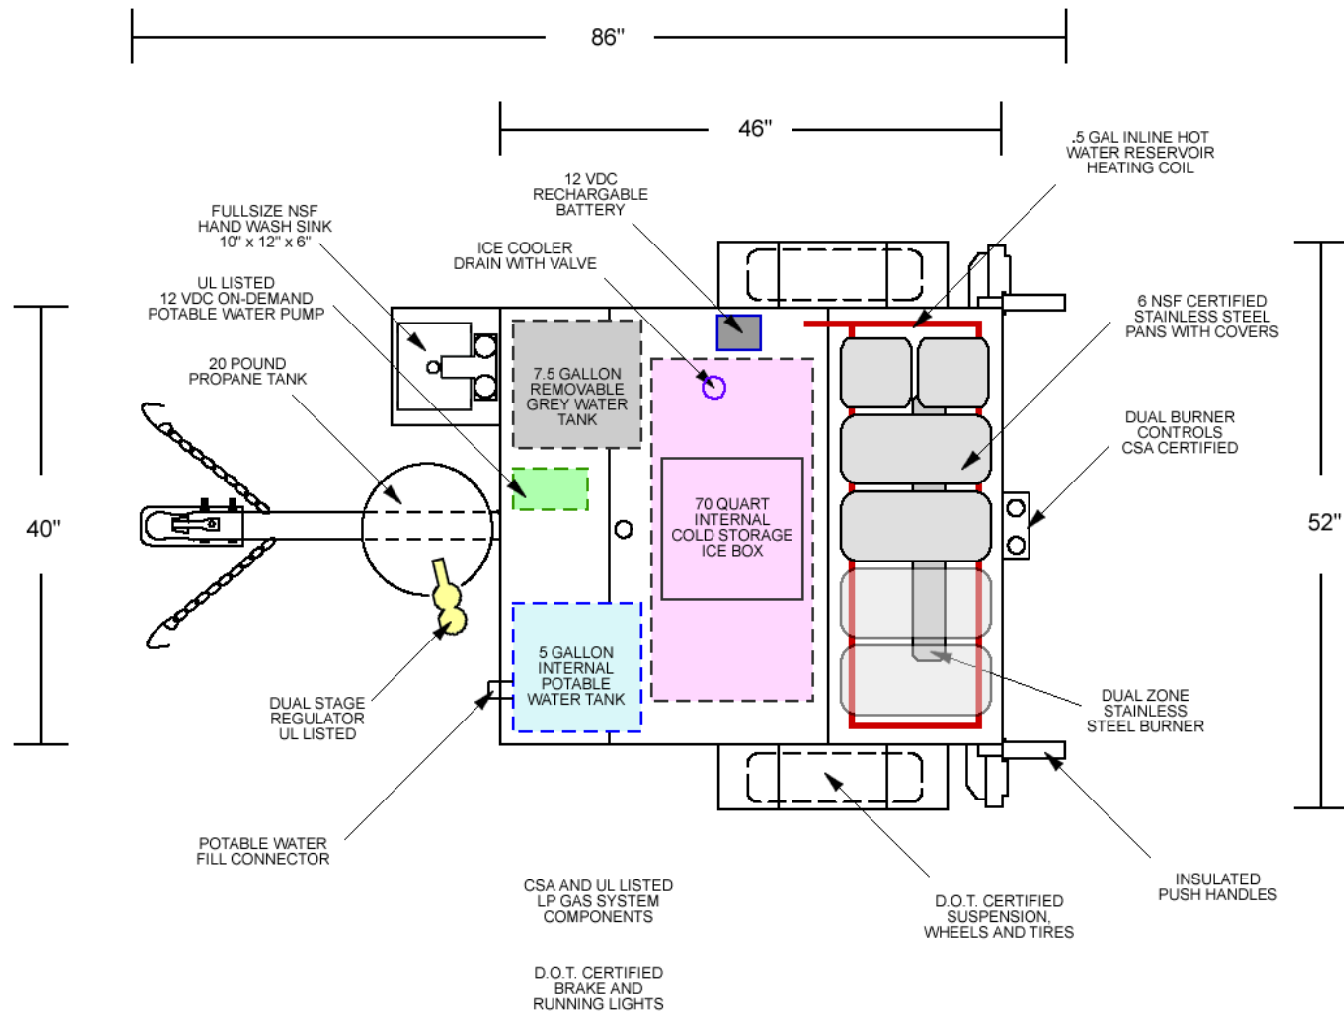 86"
46"
.5 GAL INLINE HOT
WATER RESERVOIR
HEATING COIL
12 VDC
RECHARGABLE
BATTERY
FULLSIZE NSF
HAND WASH SINK
10" x 12" x 6"
ICE COOLER
DRAIN WITH VALVE
UL LISTED
12 VDC ON-DEMAND
POTABLE WATER PUMP
6 NSF CERTIFIED
STAINLESS STEEL
PANS WITH COVERS
20 POUND
PROPANE TANK
7.5 GALLON
REMOVABLE
GREY WATER
TANK
DUAL BURNER
CONTROLS
CSA CERTIFIED
40"
70 QUART
INTERNAL
COLD STORAGE
ICE BOX
52"
5 GALLON
INTERNAL
POTABLE
WATER TANK
DUAL STAGE
REGULATOR
UL LISTED
DUAL ZONE
STAINLESS
STEEL BURNER
POTABLE WATER
FILL CONNECTOR
INSULATED
PUSH HANDLES
CSA AND UL LISTED
LP GAS SYSTEM
COMPONENTS
D.O.T. CERTIFIED
SUSPENSION,
WHEELS AND TIRES
D.O.T. CERTIFIED
BRAKE AND
RUNNING LIGHTS